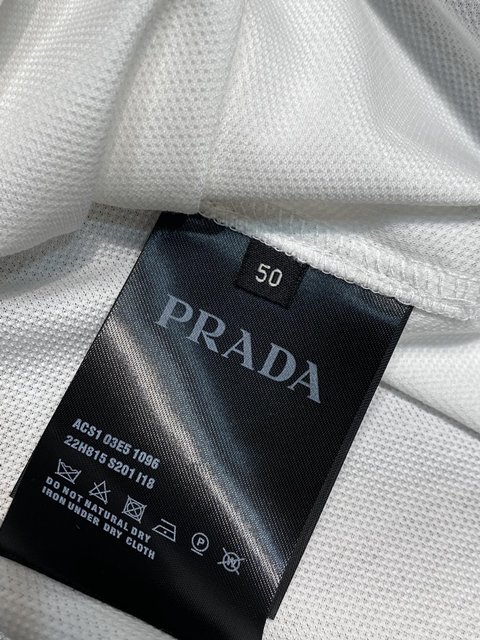 50
PRADA
ACS1 03E5 1096
22H815 S201 I18
DO NOT NATURAL DRY
IRON UNDER DRY CLOTH